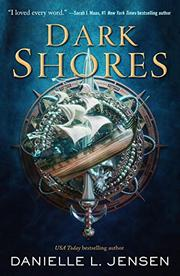 "I loved every word." —Sarah J. Maas, #1 New York Times bestselling author
DARK
SHORES
USA Today bestselling author
DANIELLE L. JENSEN